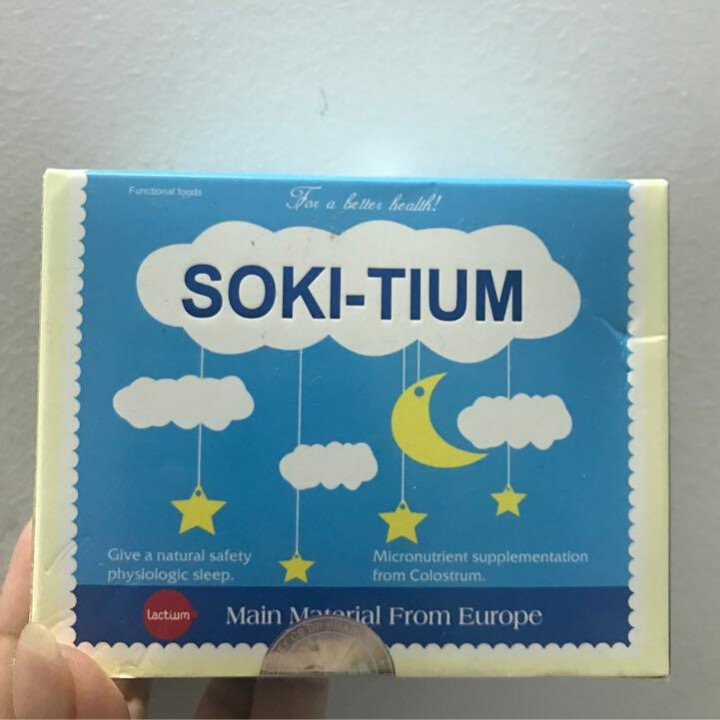 Functional foods
For a better health!
SOKI-TIUM
Give a natural safety
physiologic sleep.
Micronutrient supplementation
from Colostrum.
Lactium
Main Material From Europe